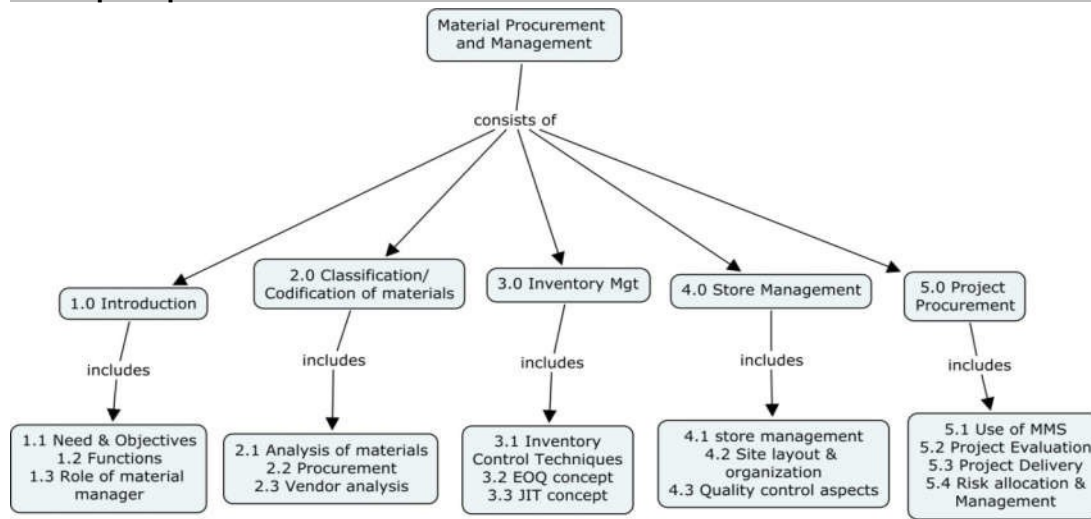 Material Procurement
and Management
consists of
1.0 Introduction
2.0 Classification/
Codification of materials
3.0 Inventory Mgt
4.0 Store Management
5.0 Project
Procurement
includes
includes
includes
includes
includes
1.1 Need & Objectives
1.2 Functions
1.3 Role of material
manager
2.1 Analysis of materials
2.2 Procurement
2.3 Vendor analysis
3.1 Inventory
Control Techniques
3.2 EOQ concept
3.3 JIT concept
4.1 store management
4.2 Site layout &
organization
4.3 Quality control aspects
5.1 Use of MMS
5.2 Project Evaluation
5.3 Project Delivery
5.4 Risk allocation &
Management